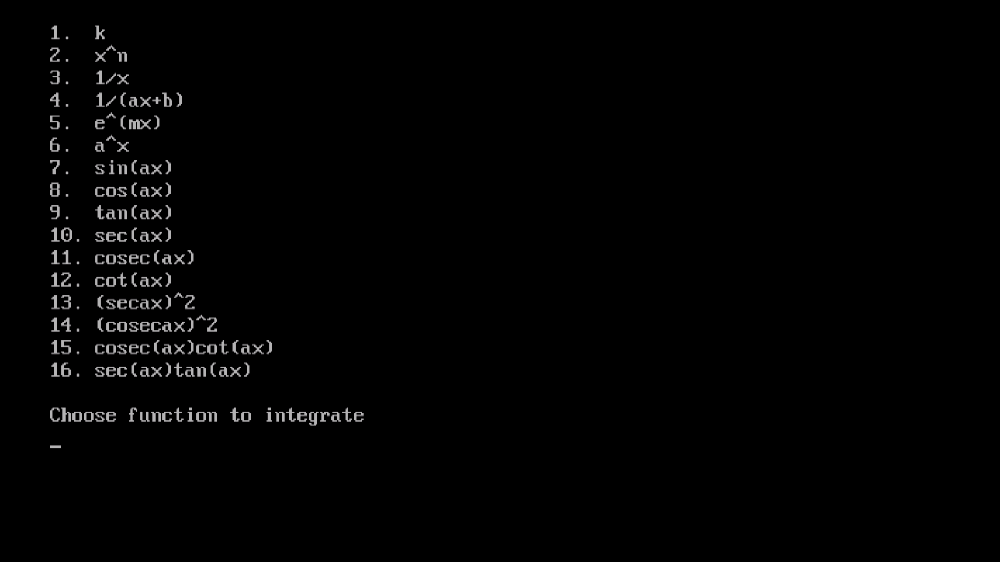 1. k
2. x^n
3. 1/x
4. 1/(ax+b)
5. e^(mx)
6. a^x
7. sin(ax)
8. cos(ax)
9. tan(ax)
10. sec(ax)
11. cosec(ax)
12. cot(ax)
13. (secax)^2
14. (cosecax)^2
15. cosec(ax)cot(ax)
16. sec(ax)tan(ax)
Choose function to integrate
_